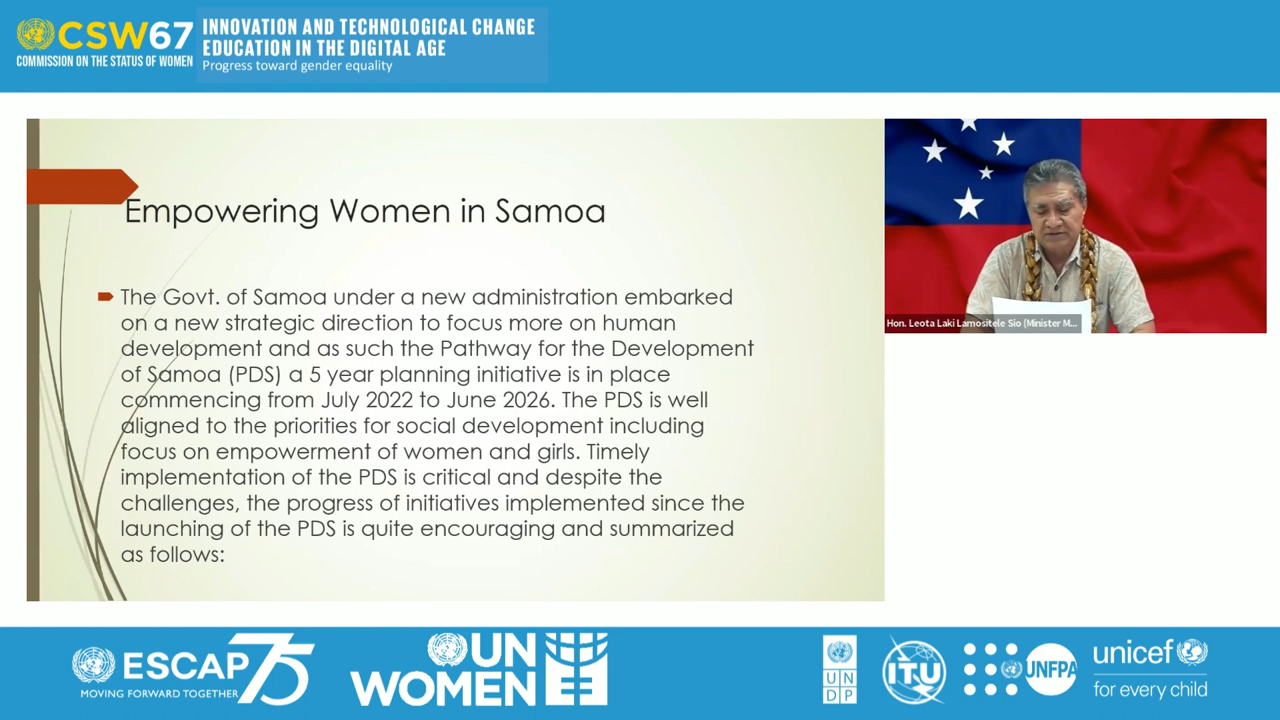 CSW67
COMMISSION ON THE STATUS OF WOMEN
INNOVATION AND TECHNOLOGICAL CHANGE
EDUCATION IN THE DIGITAL AGE
Progress toward gender equality
Empowering Women in Samoa
The Govt. of Samoa under a new administration embarked
on a new strategic direction to focus more on human
development and as such the Pathway for the Development
of Samoa (PDS) a 5 year planning initiative is in place
commencing from July 2022 to June 2026. The PDS is well
aligned to the priorities for social development including
focus on empowerment of women and girls. Timely
implementation of the PDS is critical and despite the
challenges, the progress of initiatives implemented since the
launching of the PDS is quite encouraging and summarized
as follows:
Hon. Leota Laki Lamositele Sio (Minister M...
ESCAP 75
MOVING FORWARD TOGETHER
UN
WOMEN
U N
D P
ITU
UNFPA
unicef
for every child